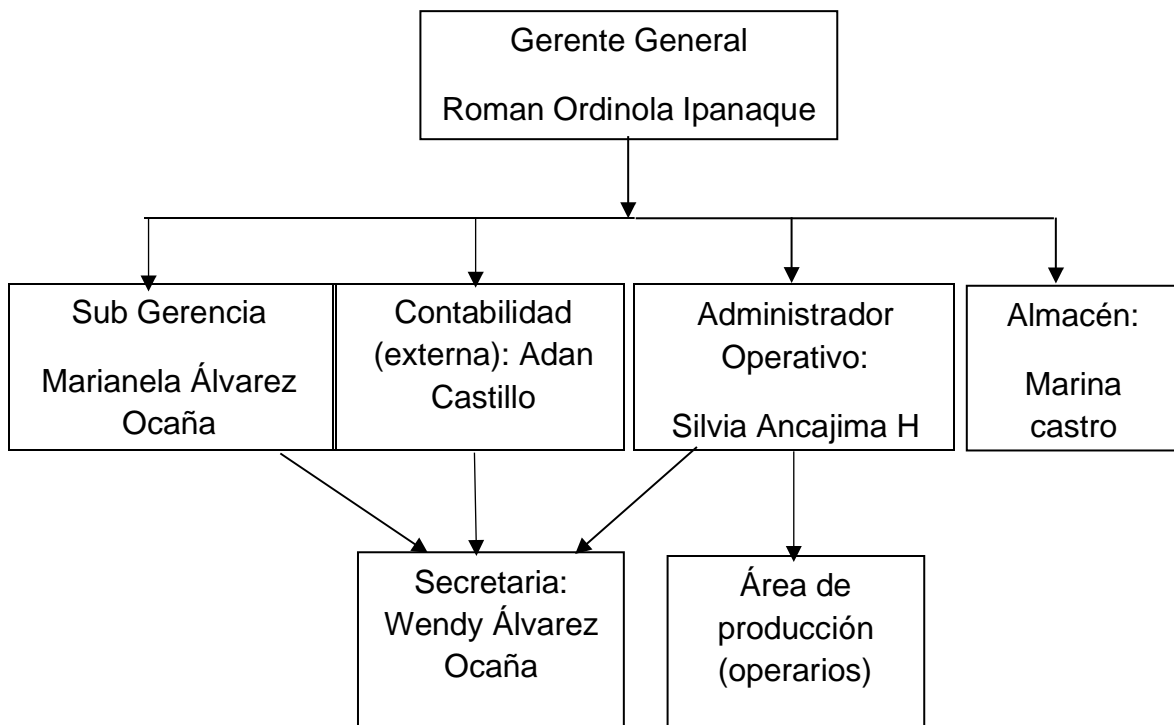 Gerente General
Roman Ordinola Ipanaque
Sub Gerencia
Marianela Álvarez
Ocaña
Contabilidad
(externa): Adan
Castillo
Administrador
Operativo:
Silvia Ancajima H
Almacén:
Marina
castro
Secretaria:
Wendy Álvarez
Ocaña
Área de
producción
(operarios)